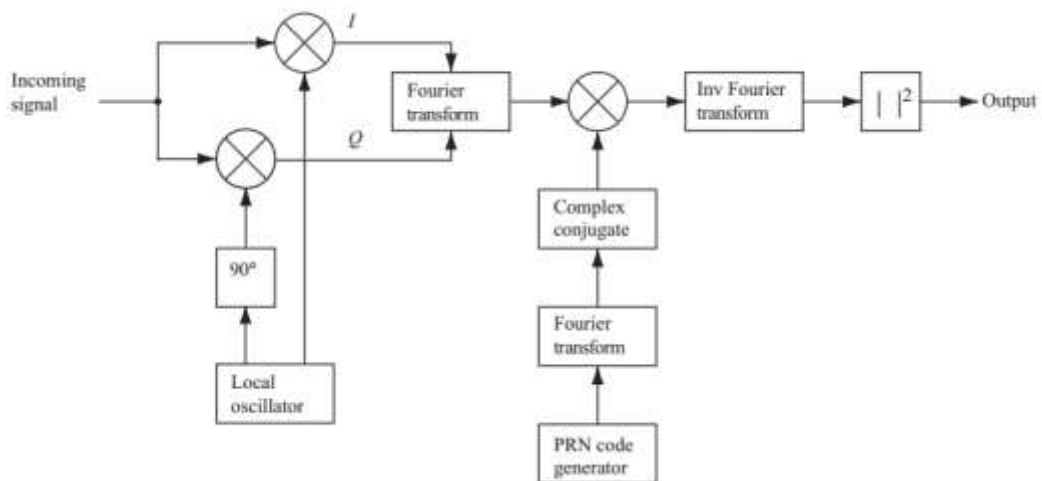 I
Incoming
signal
Fourier
transform
Inv Fourier
transform
| |²
Output
Q
Complex
conjugate
90°
Fourier
transform
Local
oscillator
PRN code
generator